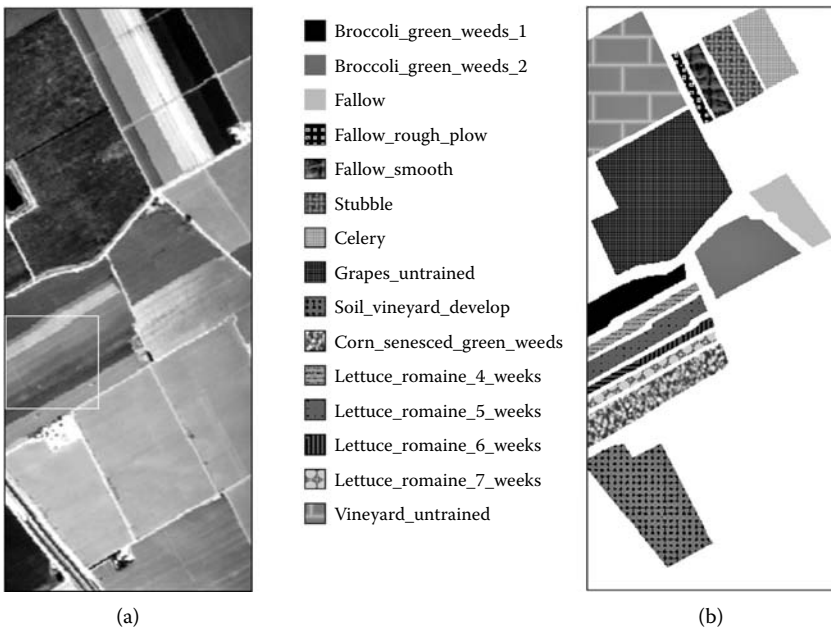 Broccoli_green_weeds_1
Broccoli_green_weeds_2
Fallow
Fallow_rough_plow
Fallow_smooth
Stubble
Celery
Grapes_untrained
Soil_vineyard_develop
Corn_senesced_green_weeds
Lettuce_romaine_4_weeks
Lettuce_romaine_5_weeks
Lettuce_romaine_6_weeks
Lettuce_romaine_7_weeks
Vineyard_untrained
(a)
(b)